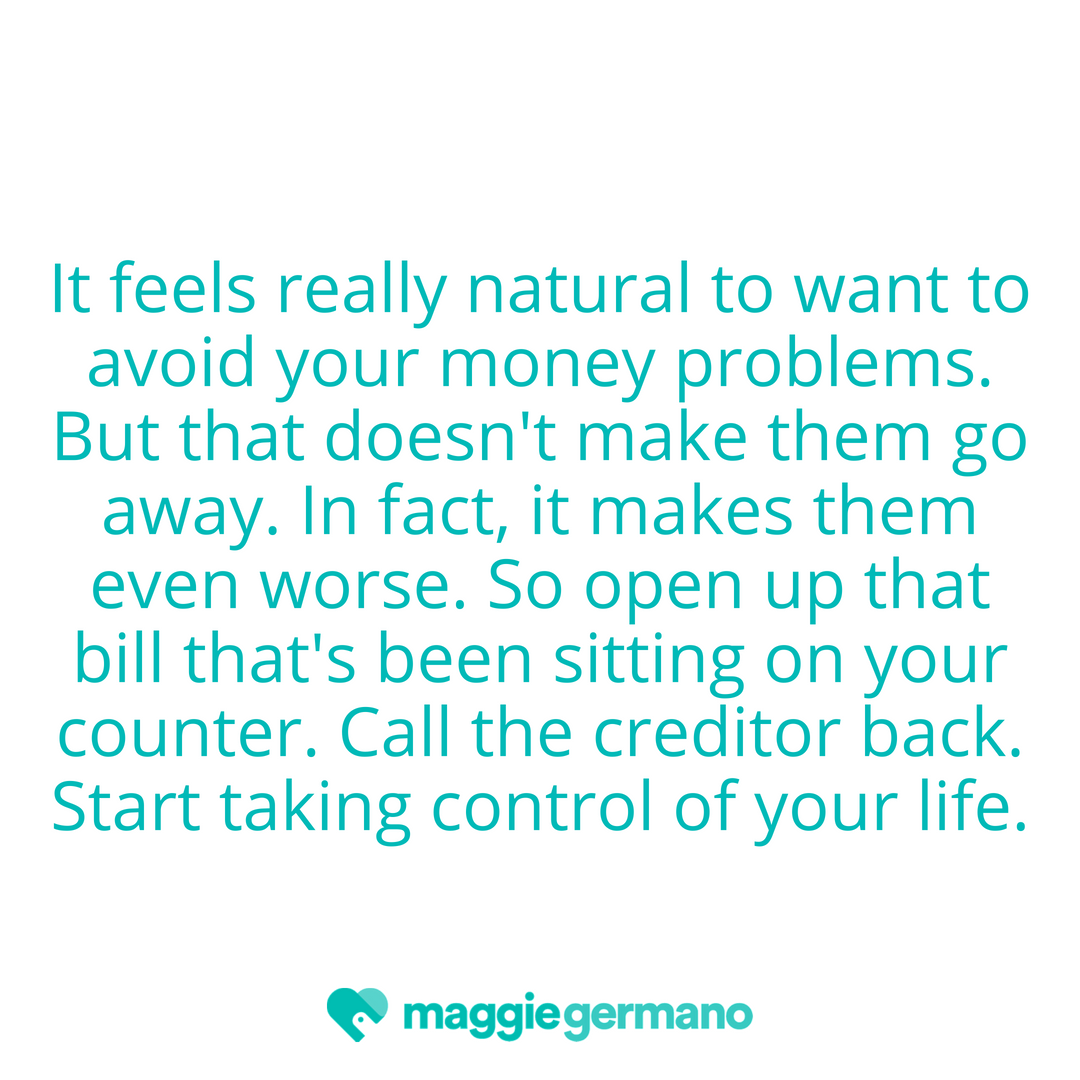 It feels really natural to want to
avoid your money problems.
But that doesn't make them go
away. In fact, it makes them
even worse. So open up that
bill that's been sitting on your
counter. Call the creditor back.
Start taking control of your life.
maggiegermano